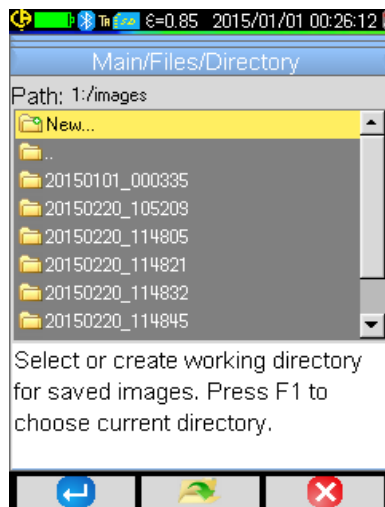 TR ε=0.85 2015/01/01 00:26:12
Main/Files/Directory
Path: 1:/images
New...
..
20150101_000335
20150220_105209
20150220_114805
20150220_114821
20150220_114832
20150220_114845
Select or create working directory
for saved images. Press F1 to
choose current directory.